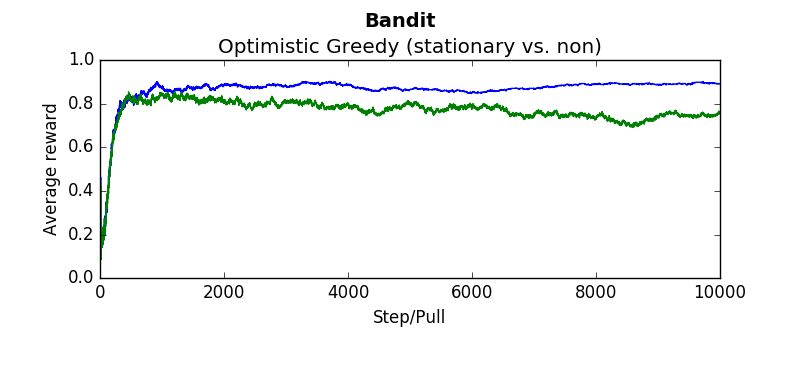 Bandit
Optimistic Greedy (stationary vs. non)
1.0
0.8
0.6
0.4
0.2
0.0
Average reward
0 2000 4000 6000 8000 10000
Step/Pull